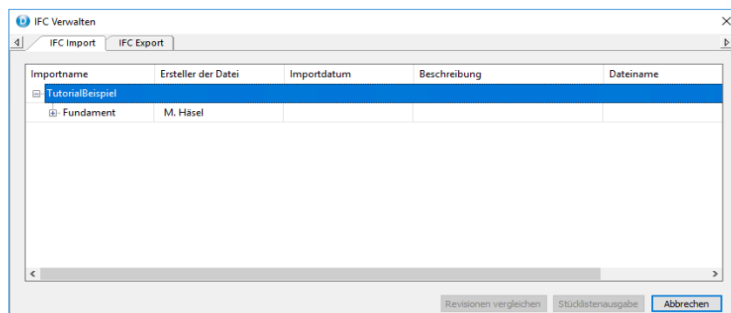 IFC Verwalten
IFC Import IFC Export
Importname Ersteller der Datei Importdatum Beschreibung Dateiname
TutorialBeispiel
Fundament M. Häsel
Revisionen vergleichen Stücklistenausgabe Abbrechen